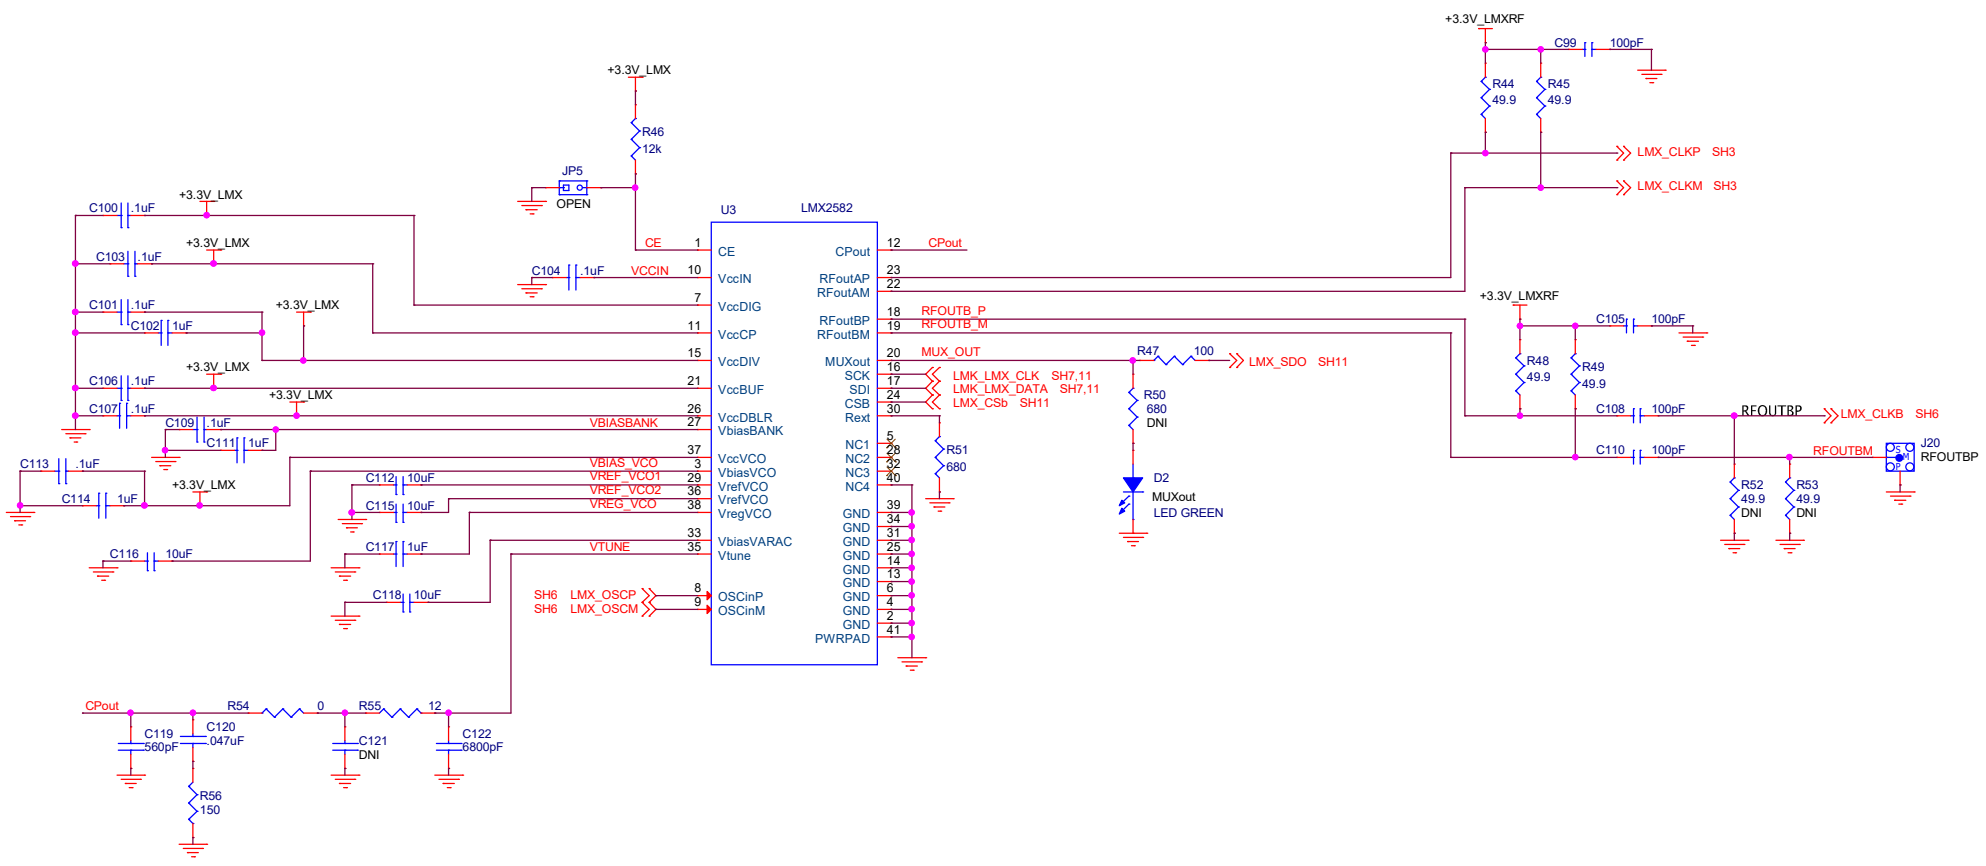 +3.3V_LMXRF
C99 100pF
+3.3V_LMX
R44 49.9
R45 49.9
R46 12k
LMX_CLKP SH3
JP5
OPEN
LMX_CLKM SH3
+3.3V_LMX
C100 .1uF
U3 LMX2582
+3.3V_LMX
C103 .1uF
CE 1 CE
CPout 12 CPout
C104 .1uF VCCIN 10 VccIN
RFoutAP 23
RFoutAM 22
C101 .1uF
+3.3V_LMX
7 VccDIG
+3.3V_LMXRF
RFoutBP 18 RFOUTB_P
RFoutBM 19 RFOUTB_M
C105 100pF
C102 1uF
11 VccCP
15 VccDIV
MUXout 20 MUX_OUT
R47 100
LMX_SDO SH11
R48 49.9
R49 49.9
+3.3V_LMX
C106 .1uF
21 VccBUF
SCK 16 LMK_LMX_CLK SH7,11
SDI 17 LMK_LMX_DATA SH7,11
CSB 24 LMX_CSb SH11
R50
680
DNI
+3.3V_LMX
C107 .1uF
26 VccDBLR
Rext 30
C108 100pF
RFOUTBP
LMX_CLKB SH6
C109 .1uF
VBIASBANK 27 VbiasBANK
C111 1uF
NC1 5
NC2 28
NC3 32
NC4 40
R51
680
C110 100pF
RFOUTBM
J20
S M P
RFOUTBP
C113 .1uF
37 VccVCO
VBIAS_VCO 3 VbiasVCO
C112 10uF VREF_VCO1 29 VrefVCO
+3.3V_LMX
C114 1uF
VREF_VCO2 36 VrefVCO
C115 10uF VREG_VCO 38 VregVCO
D2
MUXout
LED GREEN
R52
49.9
DNI
R53
49.9
DNI
GND 39
GND 34
GND 31
GND 25
GND 14
GND 13
GND 6
GND 4
GND 2
PWRPAD 41
33 VbiasVARAC
C116 10uF
C117 1uF
VTUNE 35 Vtune
C118 10uF
SH6 LMX_OSCP 8 OSCinP
SH6 LMX_OSCM 9 OSCinM
CPout
R54 0
R55 12
C119
560pF
C120
.047uF
C121
DNI
C122
6800pF
R56
150